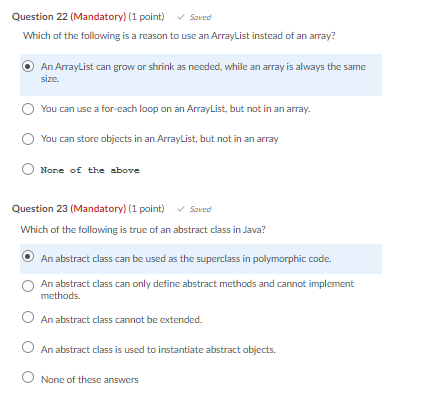 Question 22 (Mandatory) (1 point) ✓ Saved
Which of the following is a reason to use an ArrayList instead of an array?
An ArrayList can grow or shrink as needed, while an array is always the same
size.
You can use a for-each loop on an ArrayList, but not in an array.
You can store objects in an ArrayList, but not in an array
None of the above
Question 23 (Mandatory) (1 point) ✓ Saved
Which of the following is true of an abstract class in Java?
An abstract class can be used as the superclass in polymorphic code.
An abstract class can only define abstract methods and cannot implement
methods.
An abstract class cannot be extended.
An abstract class is used to instantiate abstract objects.
None of these answers